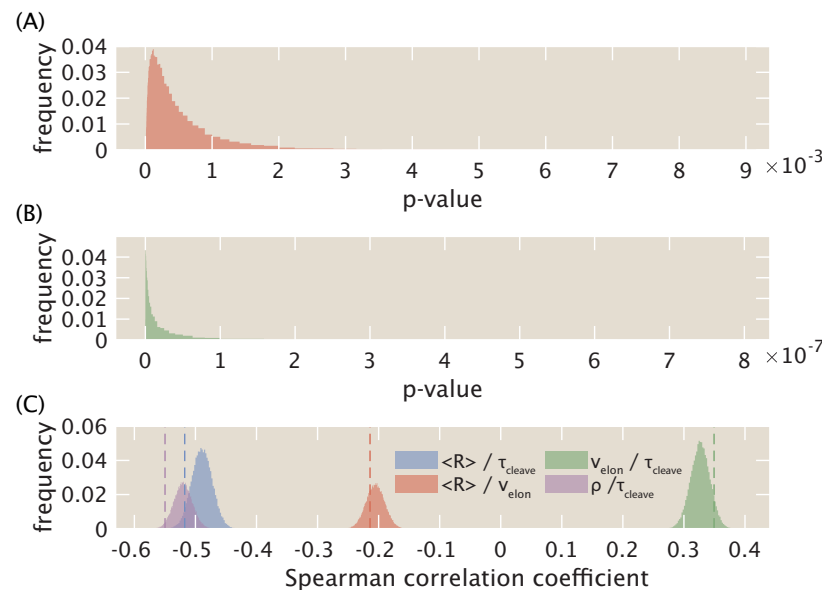 (A)
frequency
0.04
0.03
0.02
0.01
0
0 1 2 3 4 5 6 7 8 9 ×10-3
p-value
(B)
frequency
0.04
0.03
0.02
0.01
0
0 1 2 3 4 5 6 7 8 ×10-7
p-value
(C)
frequency
0.06
0.04
0.02
0
<R> / τcleave
velon / τcleave
<R> / velon
ρ /τcleave
-0.6 -0.5 -0.4 -0.3 -0.2 -0.1 0 0.1 0.2 0.3 0.4
Spearman correlation coefficient